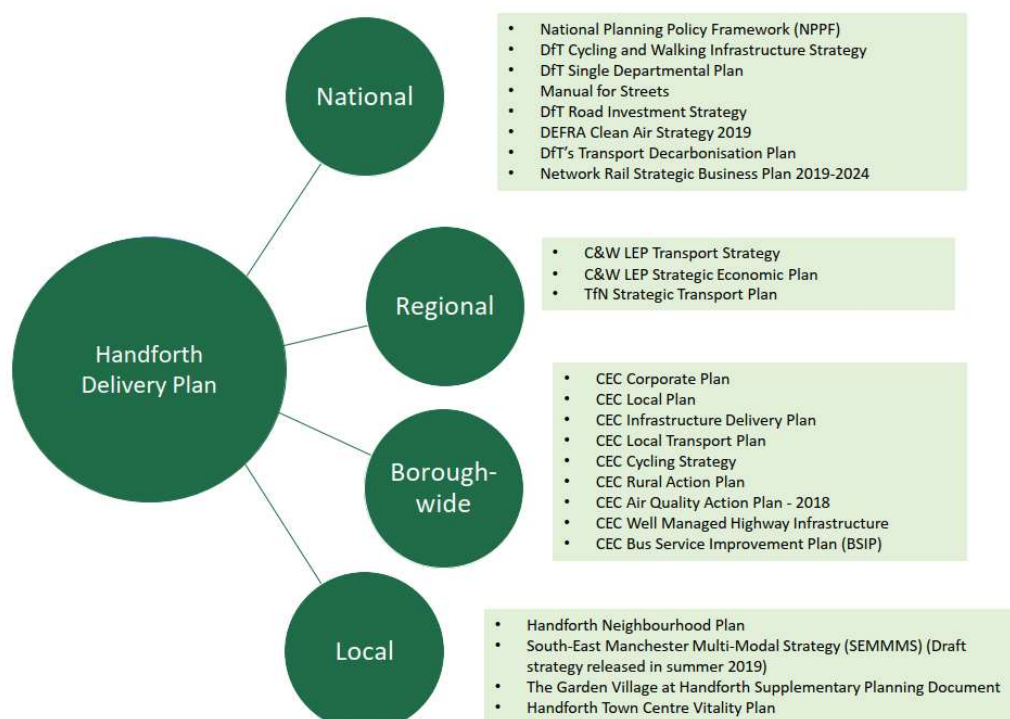 National
• National Planning Policy Framework (NPPF)
• DfT Cycling and Walking Infrastructure Strategy
• DfT Single Departmental Plan
• Manual for Streets
• DfT Road Investment Strategy
• DEFRA Clean Air Strategy 2019
• DfT's Transport Decarbonisation Plan
• Network Rail Strategic Business Plan 2019-2024
Regional
• C&W LEP Transport Strategy
• C&W LEP Strategic Economic Plan
• TfN Strategic Transport Plan
Handforth
Delivery Plan
Borough-
wide
• CEC Corporate Plan
• CEC Local Plan
• CEC Infrastructure Delivery Plan
• CEC Local Transport Plan
• CEC Cycling Strategy
• CEC Rural Action Plan
• CEC Air Quality Action Plan - 2018
• CEC Well Managed Highway Infrastructure
• CEC Bus Service Improvement Plan (BSIP)
Local
• Handforth Neighbourhood Plan
• South-East Manchester Multi-Modal Strategy (SEMMMS) (Draft
strategy released in summer 2019)
• The Garden Village at Handforth Supplementary Planning Document
• Handforth Town Centre Vitality Plan